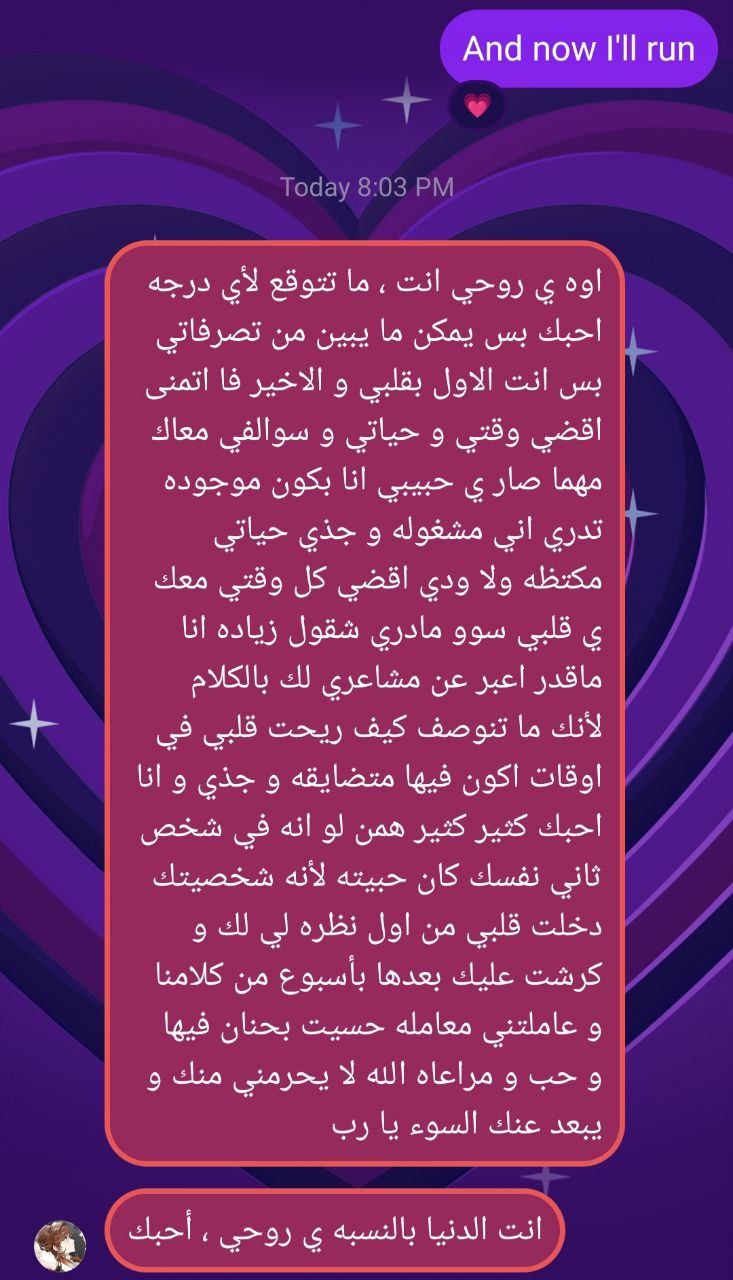 And now I'll run
Today 8:03 PM
اوه ي روحي انت ، ما تتوقع لأي درجه
احبك بس يمكن ما يبين من تصرفاتي
بس انت الاول بقلبي و الاخير فا اتمنى
اقضي وقتي و حياتي و سوالفي معاك
مهما صار ي حبيبي انا بكون موجوده
تدري اني مشغوله و جذي حياتي
مكتظه ولا ودي اقضي كل وقتي معك
ي قلبي سوو مادري شقول زياده انا
ماقدر اعبر عن مشاعري لك بالكلام
لأنك ما تنوصف كيف ريحت قلبي في
اوقات اكون فيها متضايقه و جذي و انا
احبك كثير كثير همن لو انه في شخص
ثاني نفسك كان حبيته لأنه شخصيتك
دخلت قلبي من اول نظره لي لك و
كرشت عليك بعدها بأسبوع من كلامنا
و عاملتني معامله حسيت بحنان فيها
و حب و مراعاه الله لا يحرمني منك و
يبعد عنك السوء يا رب
انت الدنيا بالنسبه ي روحي ، أحبك